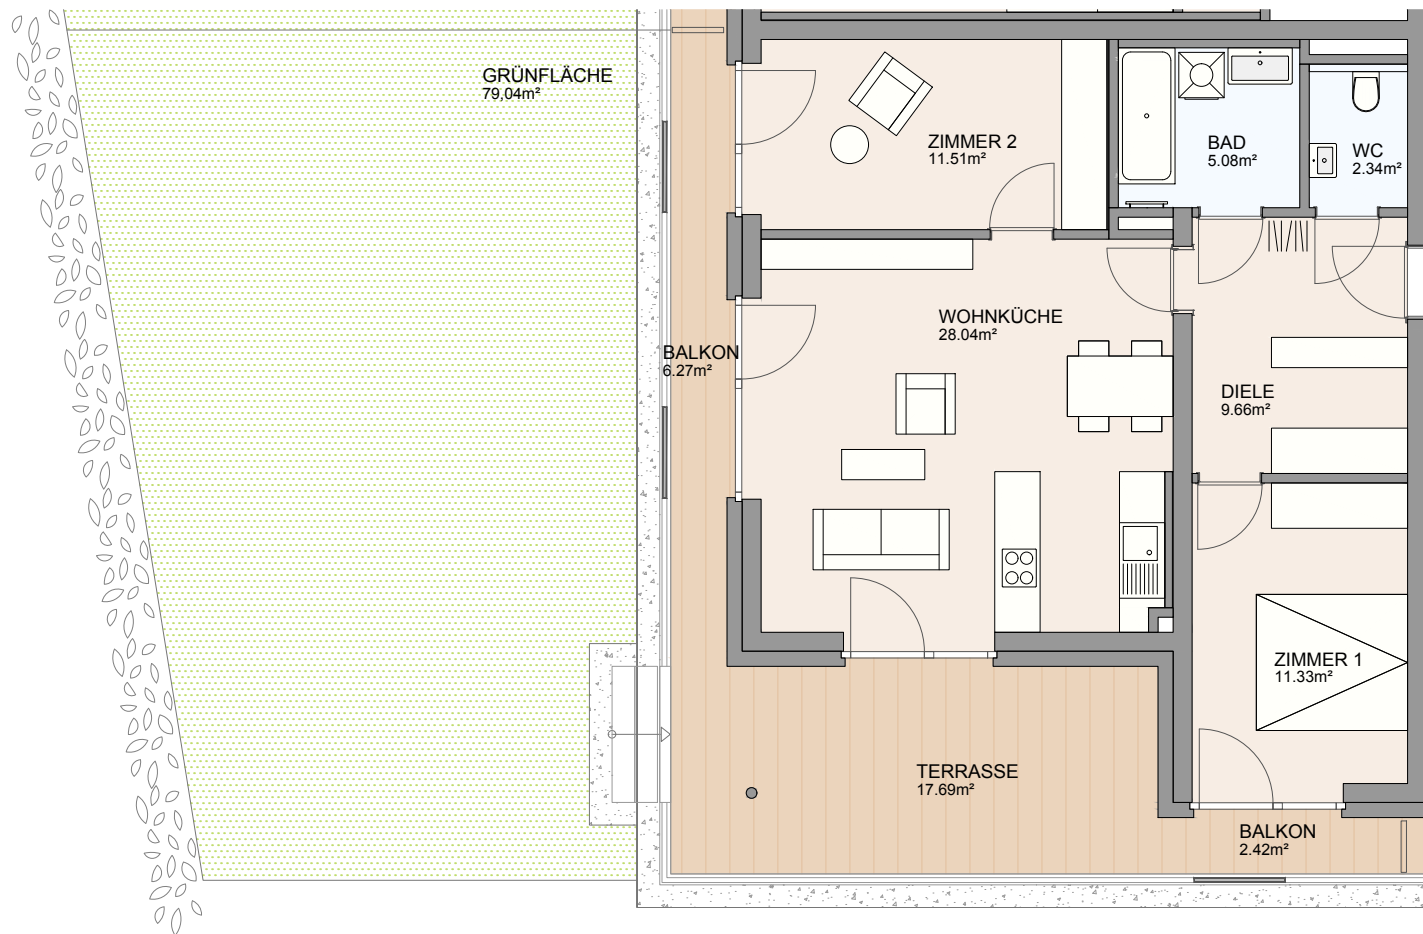 GRÜNFLÄCHE
79,04m²
ZIMMER 2
11.51m²
BAD
5.08m²
WC
2.34m²
WOHNKÜCHE
28.04m²
BALKON
6.27m²
DIELE
9.66m²
ZIMMER 1
11.33m²
TERRASSE
17.69m²
BALKON
2.42m²